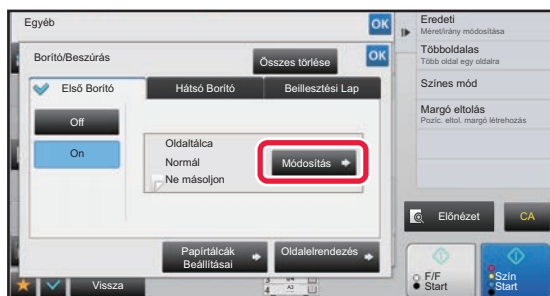 Egyéb
OK
Borító/Beszúrás
Összes törlése
OK
Első Borító
Hátsó Borító
Beillesztési Lap
Off
On
Oldaltálca
Normál
Ne másoljon
Módosítás
Papírtálcák
Beállításai
Oldalelrendezés
Vissza
Eredeti
Méret/irány módosítása
Többoldalas
Több oldal egy oldalra
Színes mód
Margó eltolás
Pozíc. eltol. margó létrehozás
Előnézet
CA
F/F
Start
Szín
Start